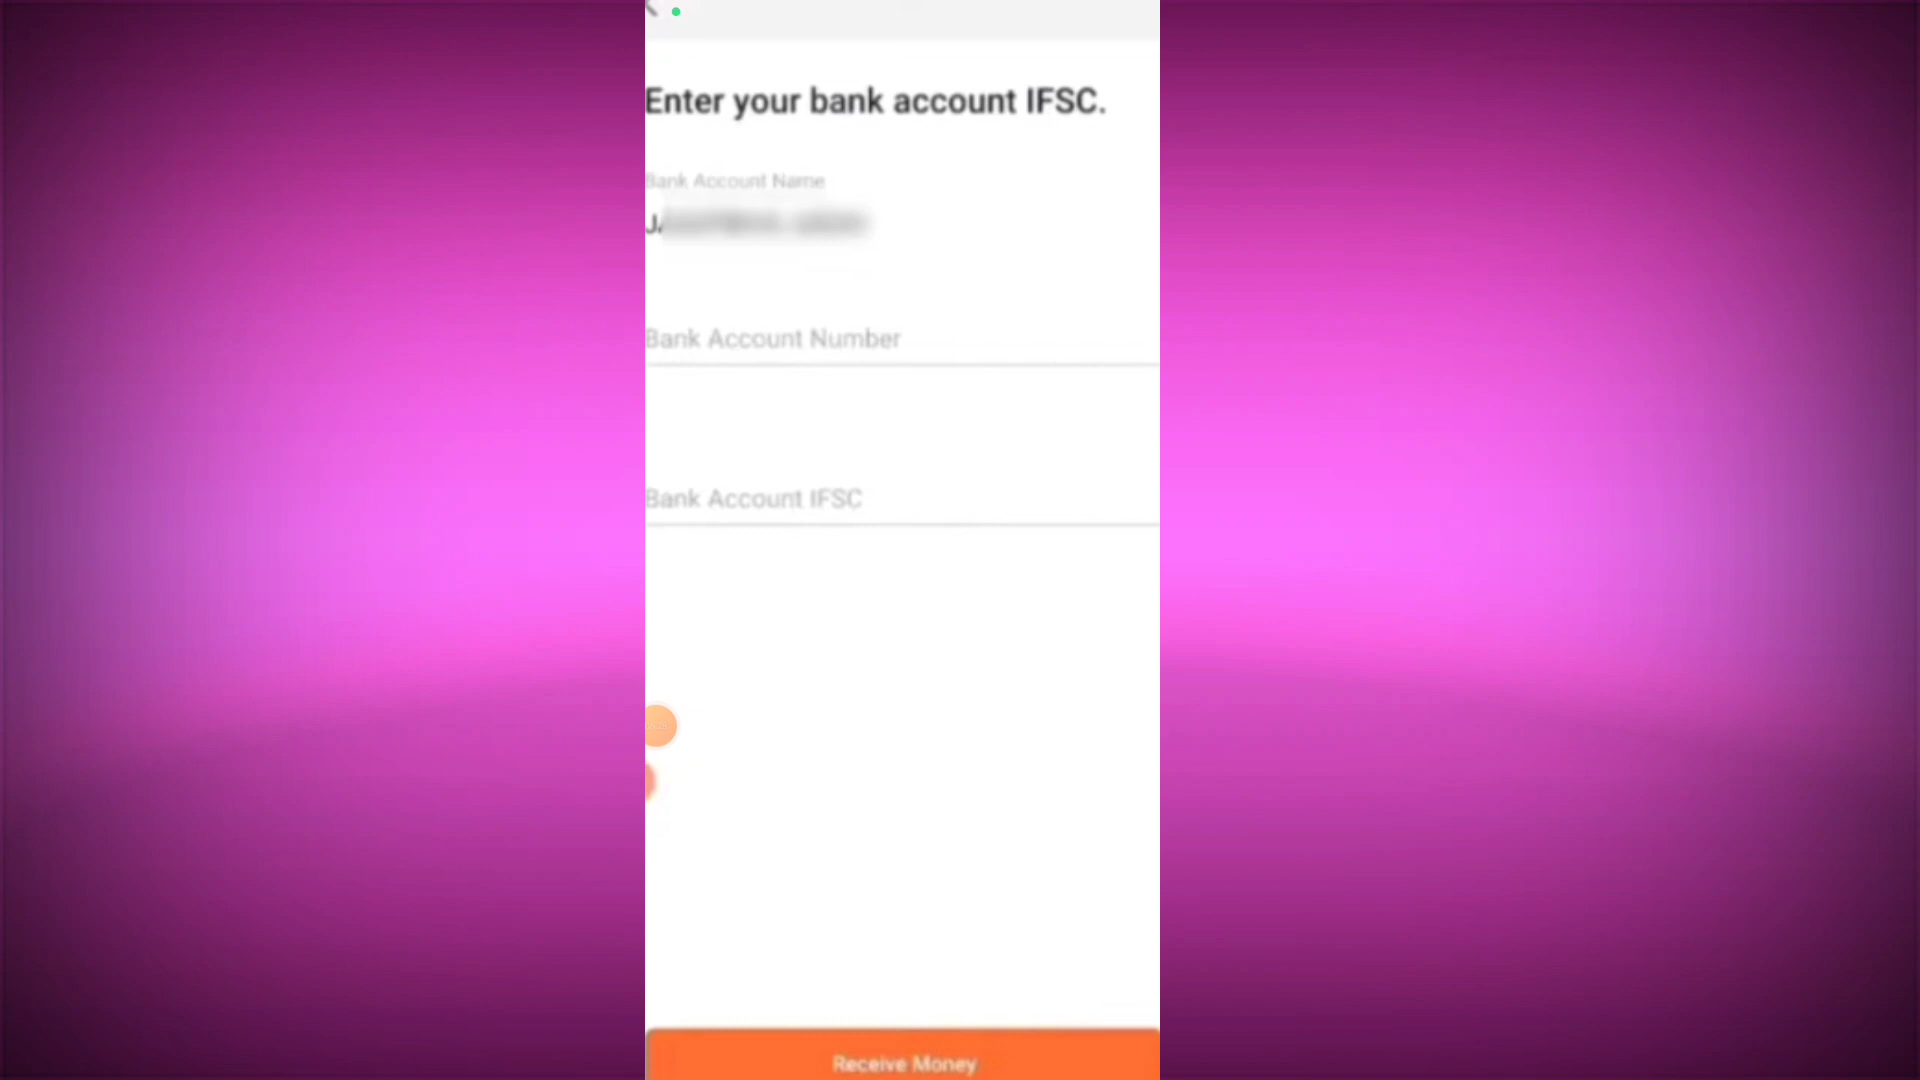 Enter your bank account IFSC.
Bank Account Name
Bank Account Number
Bank Account IFSC
Receive Money